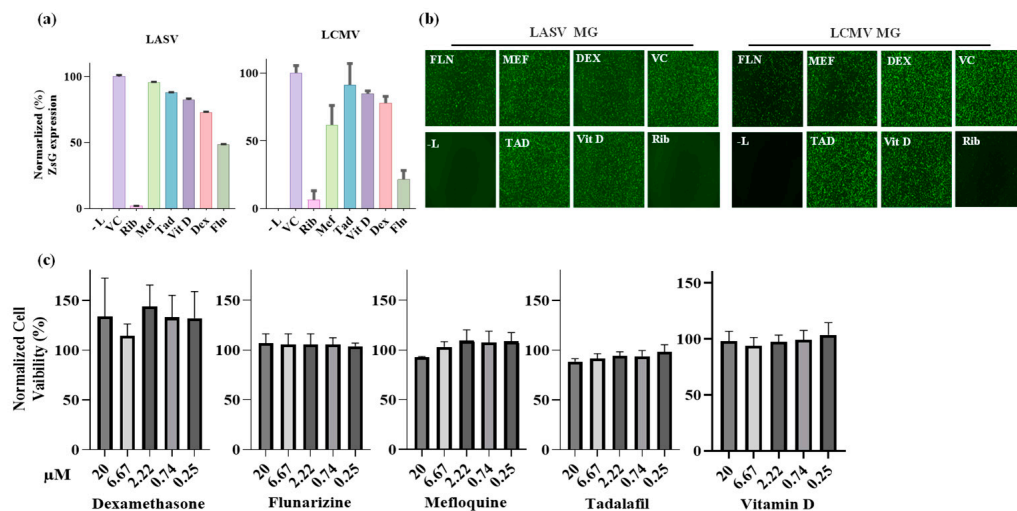 (a)
LASV
LCMV
Normarlized (%)
ZsG expression
100
50
0
- L
VC
Rib
Mef
Tad
Vit D
Dex
Fln
100
50
0
- L
VC
Rib
Mef
Tad
Vit D
Dex
Fln
(b)
LASV MG
LCMV MG
FLN
MEF
DEX
VC
FLN
MEF
DEX
VC
-L
TAD
Vit D
Rib
-L
TAD
Vit D
Rib
(c)
Normalized Cell
Vaibility (%)
150
100
50
0
150
100
50
0
150
100
50
0
150
100
50
0
150
100
50
0
µM
20
6.67
2.22
0.74
0.25
20
6.67
2.22
0.74
0.25
20
6.67
2.22
0.74
0.25
20
6.67
2.22
0.74
0.25
20
6.67
2.22
0.74
0.25
Dexamethasone
Flunarizine
Mefloquine
Tadalafil
Vitamin D